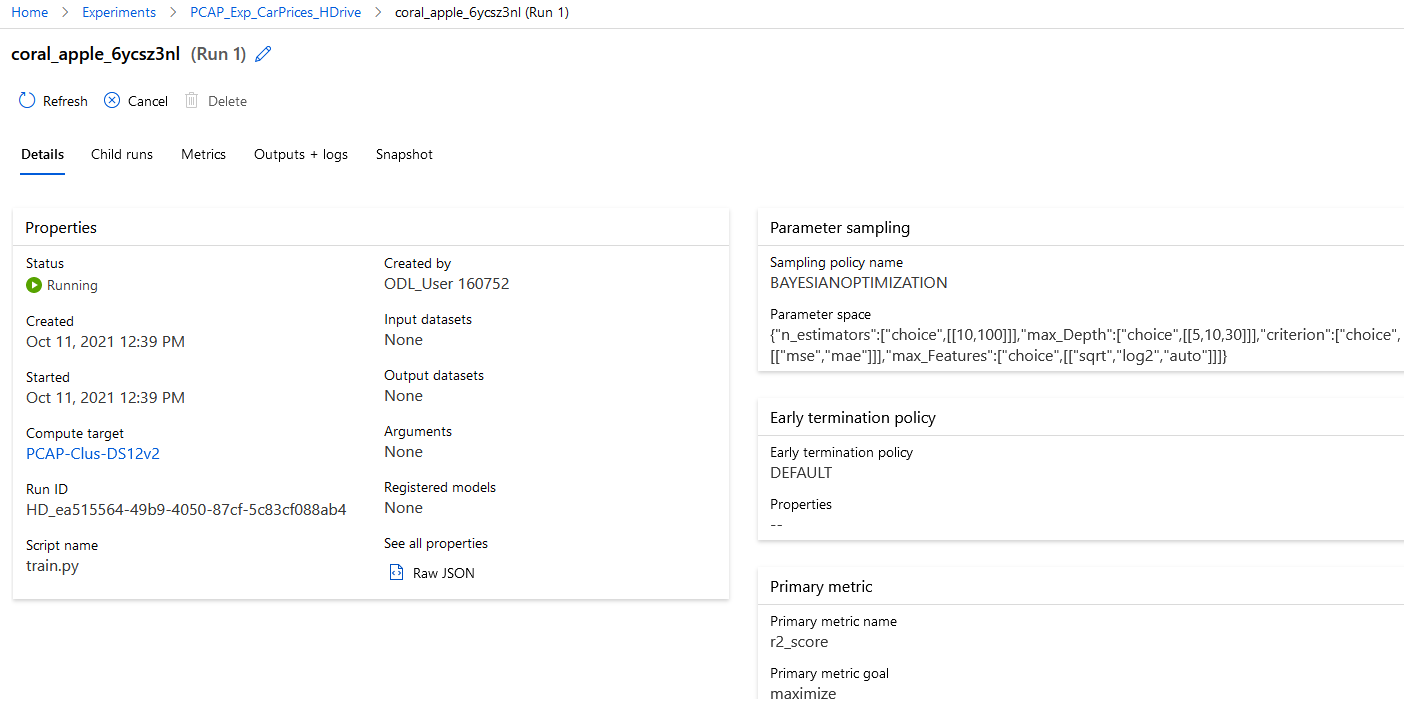 Home > Experiments > PCAP_Exp_CarPrices_HDrive > coral_apple_6ycsz3nl (Run 1)
coral_apple_6ycsz3nl (Run 1)
Refresh Cancel Delete
Details Child runs Metrics Outputs + logs Snapshot
Properties
Status
Running
Created
Oct 11, 2021 12:39 PM
Started
Oct 11, 2021 12:39 PM
Compute target
PCAP-Clus-DS12v2
Run ID
HD_ea515564-49b9-4050-87cf-5c83cf088ab4
Script name
train.py
Created by
ODL_User 160752
Input datasets
None
Output datasets
None
Arguments
None
Registered models
None
See all properties
Raw JSON
Parameter sampling
Sampling policy name
BAYESIANOPTIMIZATION
Parameter space
{"n_estimators":["choice",[[10,100]]],"max_Depth":["choice",[[5,10,30]]],"criterion":["choice",
[["mse","mae"]]],"max_Features":["choice",[["sqrt","log2","auto"]]]}
Early termination policy
Early termination policy
DEFAULT
Properties
--
Primary metric
Primary metric name
r2_score
Primary metric goal
maximize